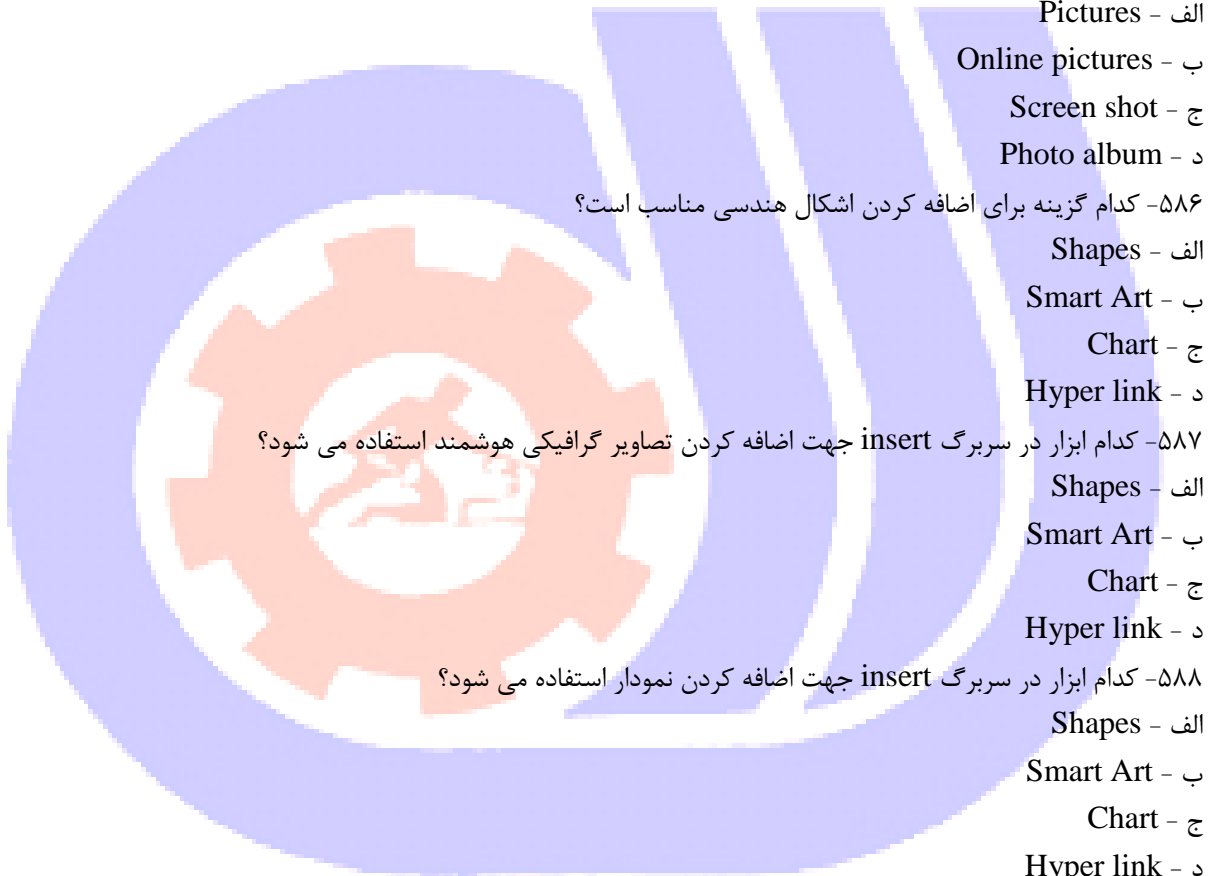 الف - Pictures
ب - Online pictures
ج - Screen shot
د - Photo album
۵۸۶- کدام گزینه برای اضافه کردن اشکال هندسی مناسب است؟
الف - Shapes
ب - Smart Art
ج - Chart
د - Hyper link
۵۸۷- کدام ابزار در سربرگ insert جهت اضافه کردن تصاویر گرافیکی هوشمند استفاده می شود؟
الف - Shapes
ب - Smart Art
ج - Chart
د - Hyper link
۵۸۸- کدام ابزار در سربرگ insert جهت اضافه کردن نمودار استفاده می شود؟
الف - Shapes
ب - Smart Art
ج - Chart
د - Hyper link